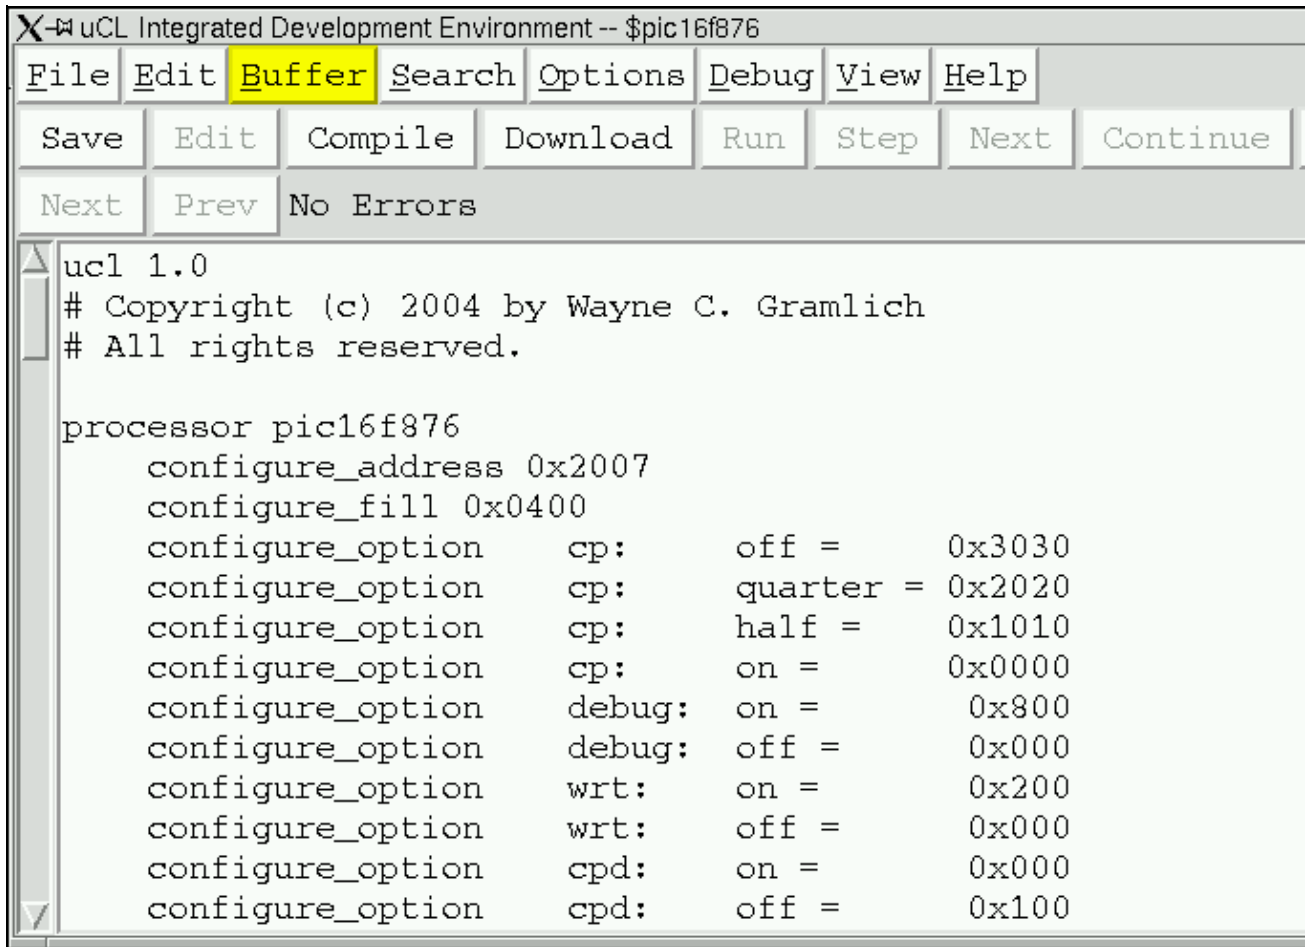 uCL Integrated Development Environment -- $pic16f876
File Edit Buffer Search Options Debug View Help
Save Edit Compile Download Run Step Next Continue
Next Prev No Errors
ucl 1.0
# Copyright (c) 2004 by Wayne C. Gramlich
# All rights reserved.
processor pic16f876
configure_address 0x2007
configure_fill 0x0400
configure_option cp: off = 0x3030
configure_option cp: quarter = 0x2020
configure_option cp: half = 0x1010
configure_option cp: on = 0x0000
configure_option debug: on = 0x800
configure_option debug: off = 0x000
configure_option wrt: on = 0x200
configure_option wrt: off = 0x000
configure_option cpd: on = 0x000
configure_option cpd: off = 0x100